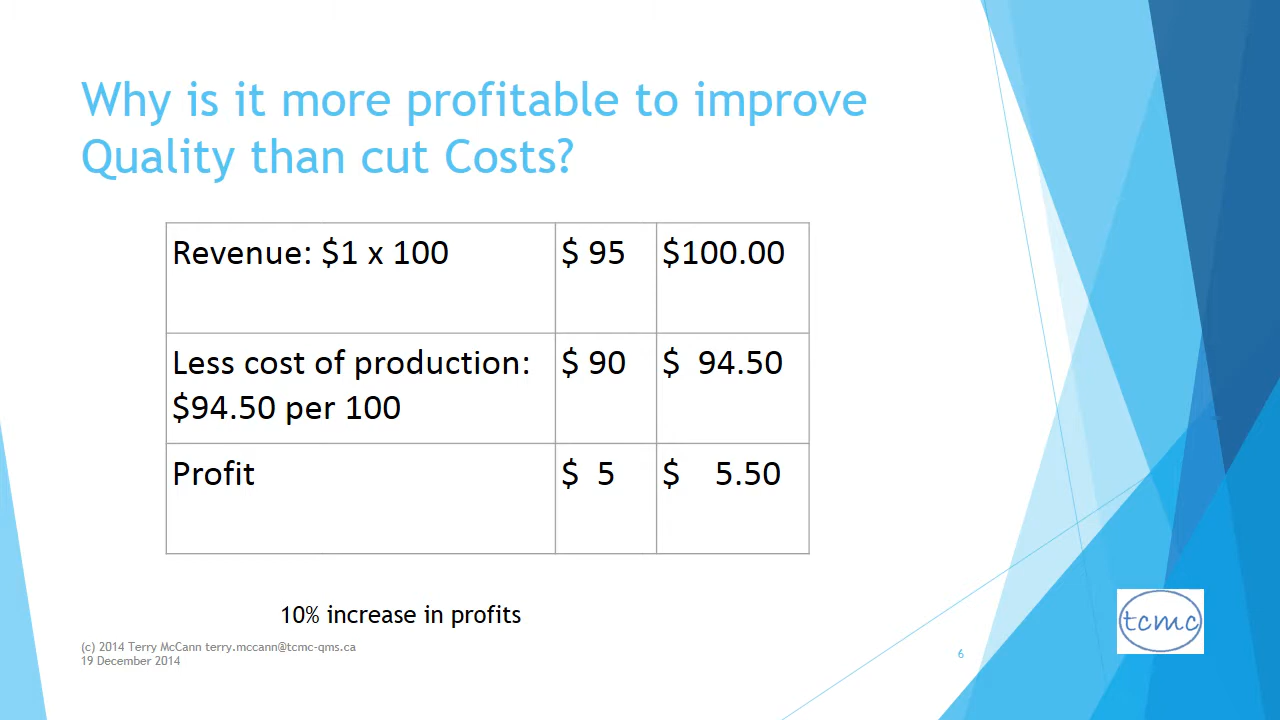 Why is it more profitable to improve
Quality than cut Costs?
Revenue: $1 x 100 $ 95 $100.00
Less cost of production: $ 90 $ 94.50
$94.50 per 100
Profit $ 5 $ 5.50
10% increase in profits
(c) 2014 Terry McCann terry.mccann@tcmc-qms.ca
19 December 2014
6
tcmc